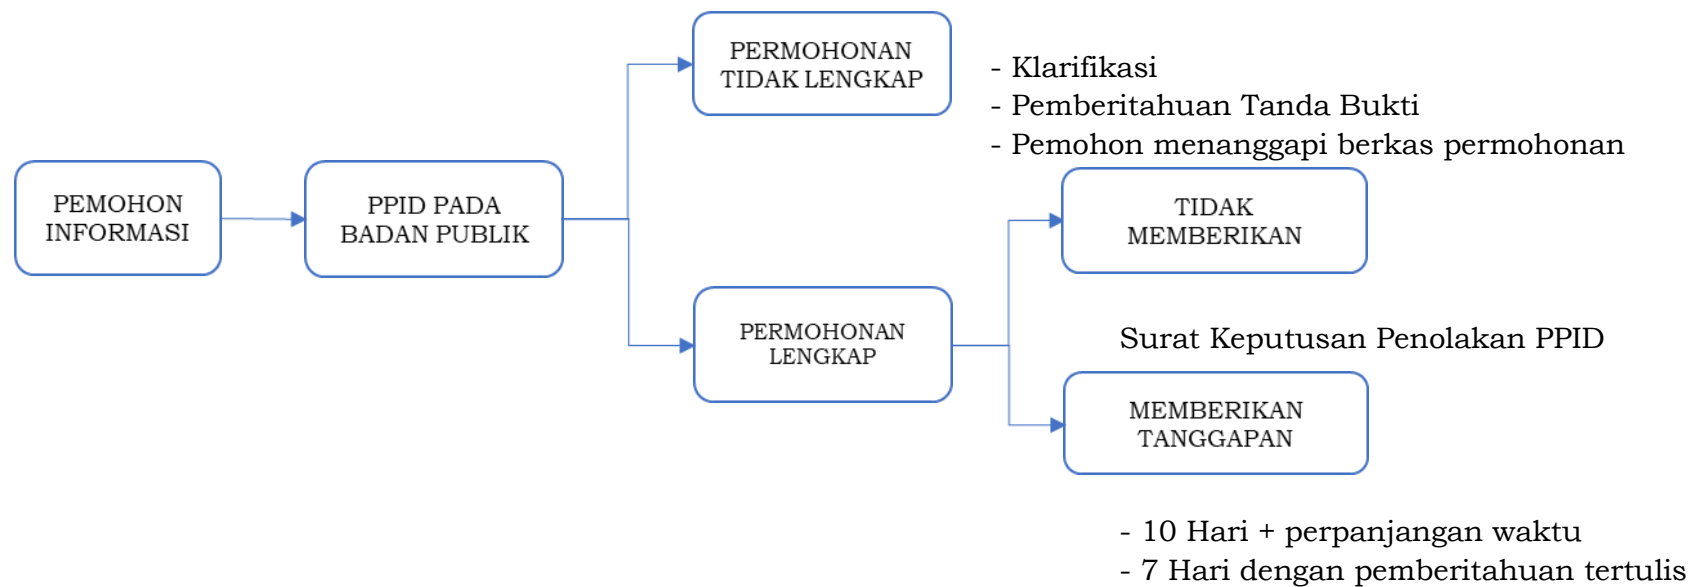 PEMOHON
INFORMASI
PPID PADA
BADAN PUBLIK
PERMOHONAN
TIDAK LENGKAP
- Klarifikasi
- Pemberitahuan Tanda Bukti
- Pemohon menanggapi berkas permohonan
PERMOHONAN
LENGKAP
TIDAK
MEMBERIKAN
Surat Keputusan Penolakan PPID
MEMBERIKAN
TANGGAPAN
- 10 Hari + perpanjangan waktu
- 7 Hari dengan pemberitahuan tertulis